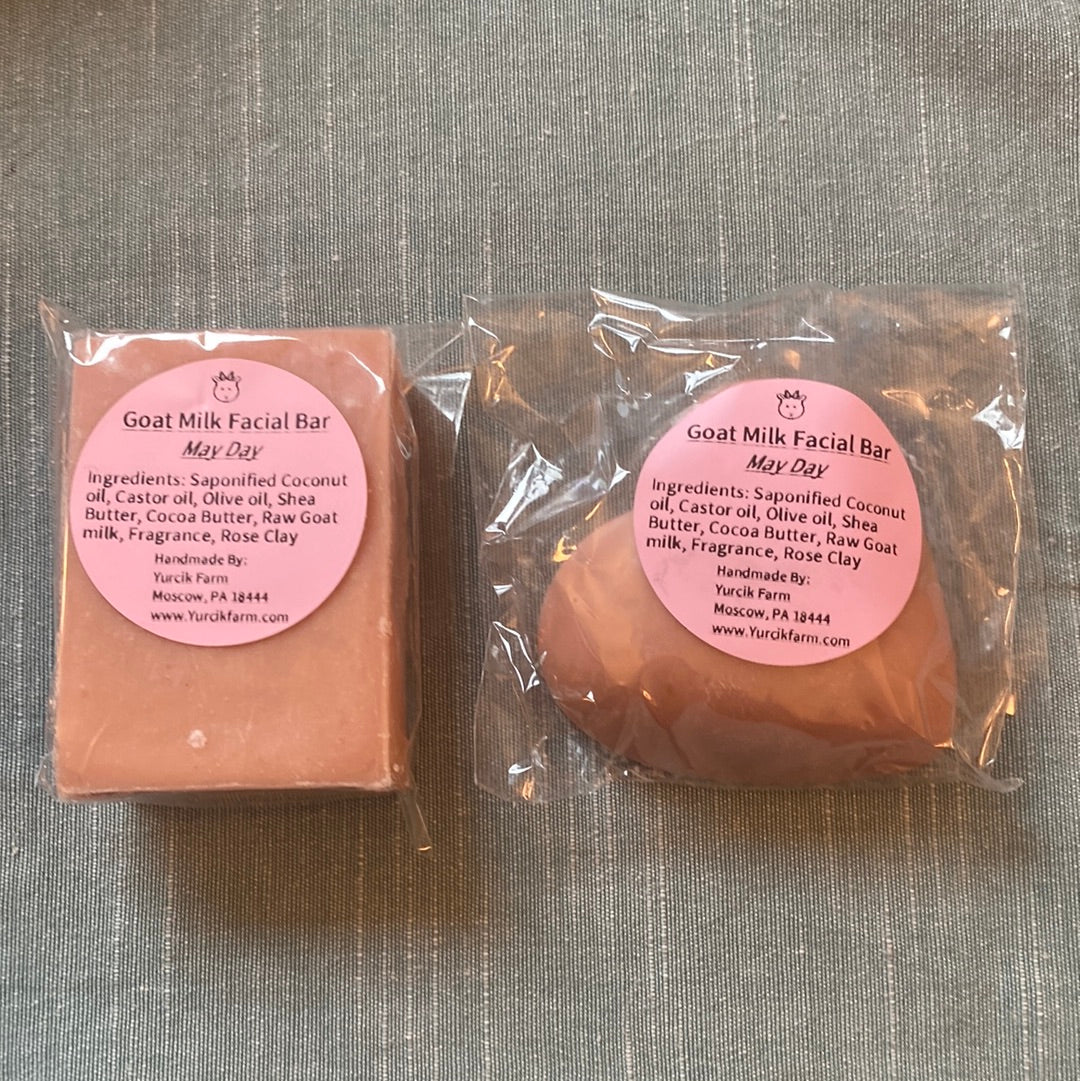 Goat Milk Facial Bar
May Day
Ingredients: Saponified Coconut
oil, Castor oil, Olive oil, Shea
Butter, Cocoa Butter, Raw Goat
milk, Fragrance, Rose Clay
Handmade By:
Yurcik Farm
Moscow, PA 18444
www.Yurcikfarm.com
Goat Milk Facial Bar
May Day
Ingredients: Saponified Coconut
oil, Castor oil, Olive oil, Shea
Butter, Cocoa Butter, Raw Goat
milk, Fragrance, Rose Clay
Handmade By:
Yurcik Farm
Moscow, PA 18444
www.Yurcikfarm.com